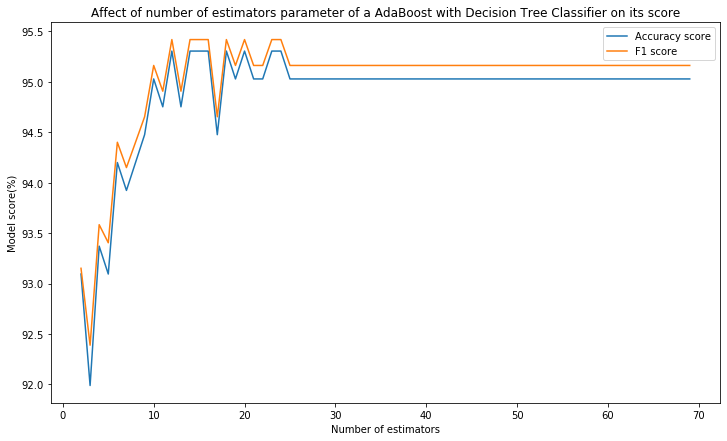 Affect of number of estimators parameter of a AdaBoost with Decision Tree Classifier on its score
Accuracy score
F1 score
Model score(%)
95.5
95.0
94.5
94.0
93.5
93.0
92.5
92.0
0 10 20 30 40 50 60 70
Number of estimators